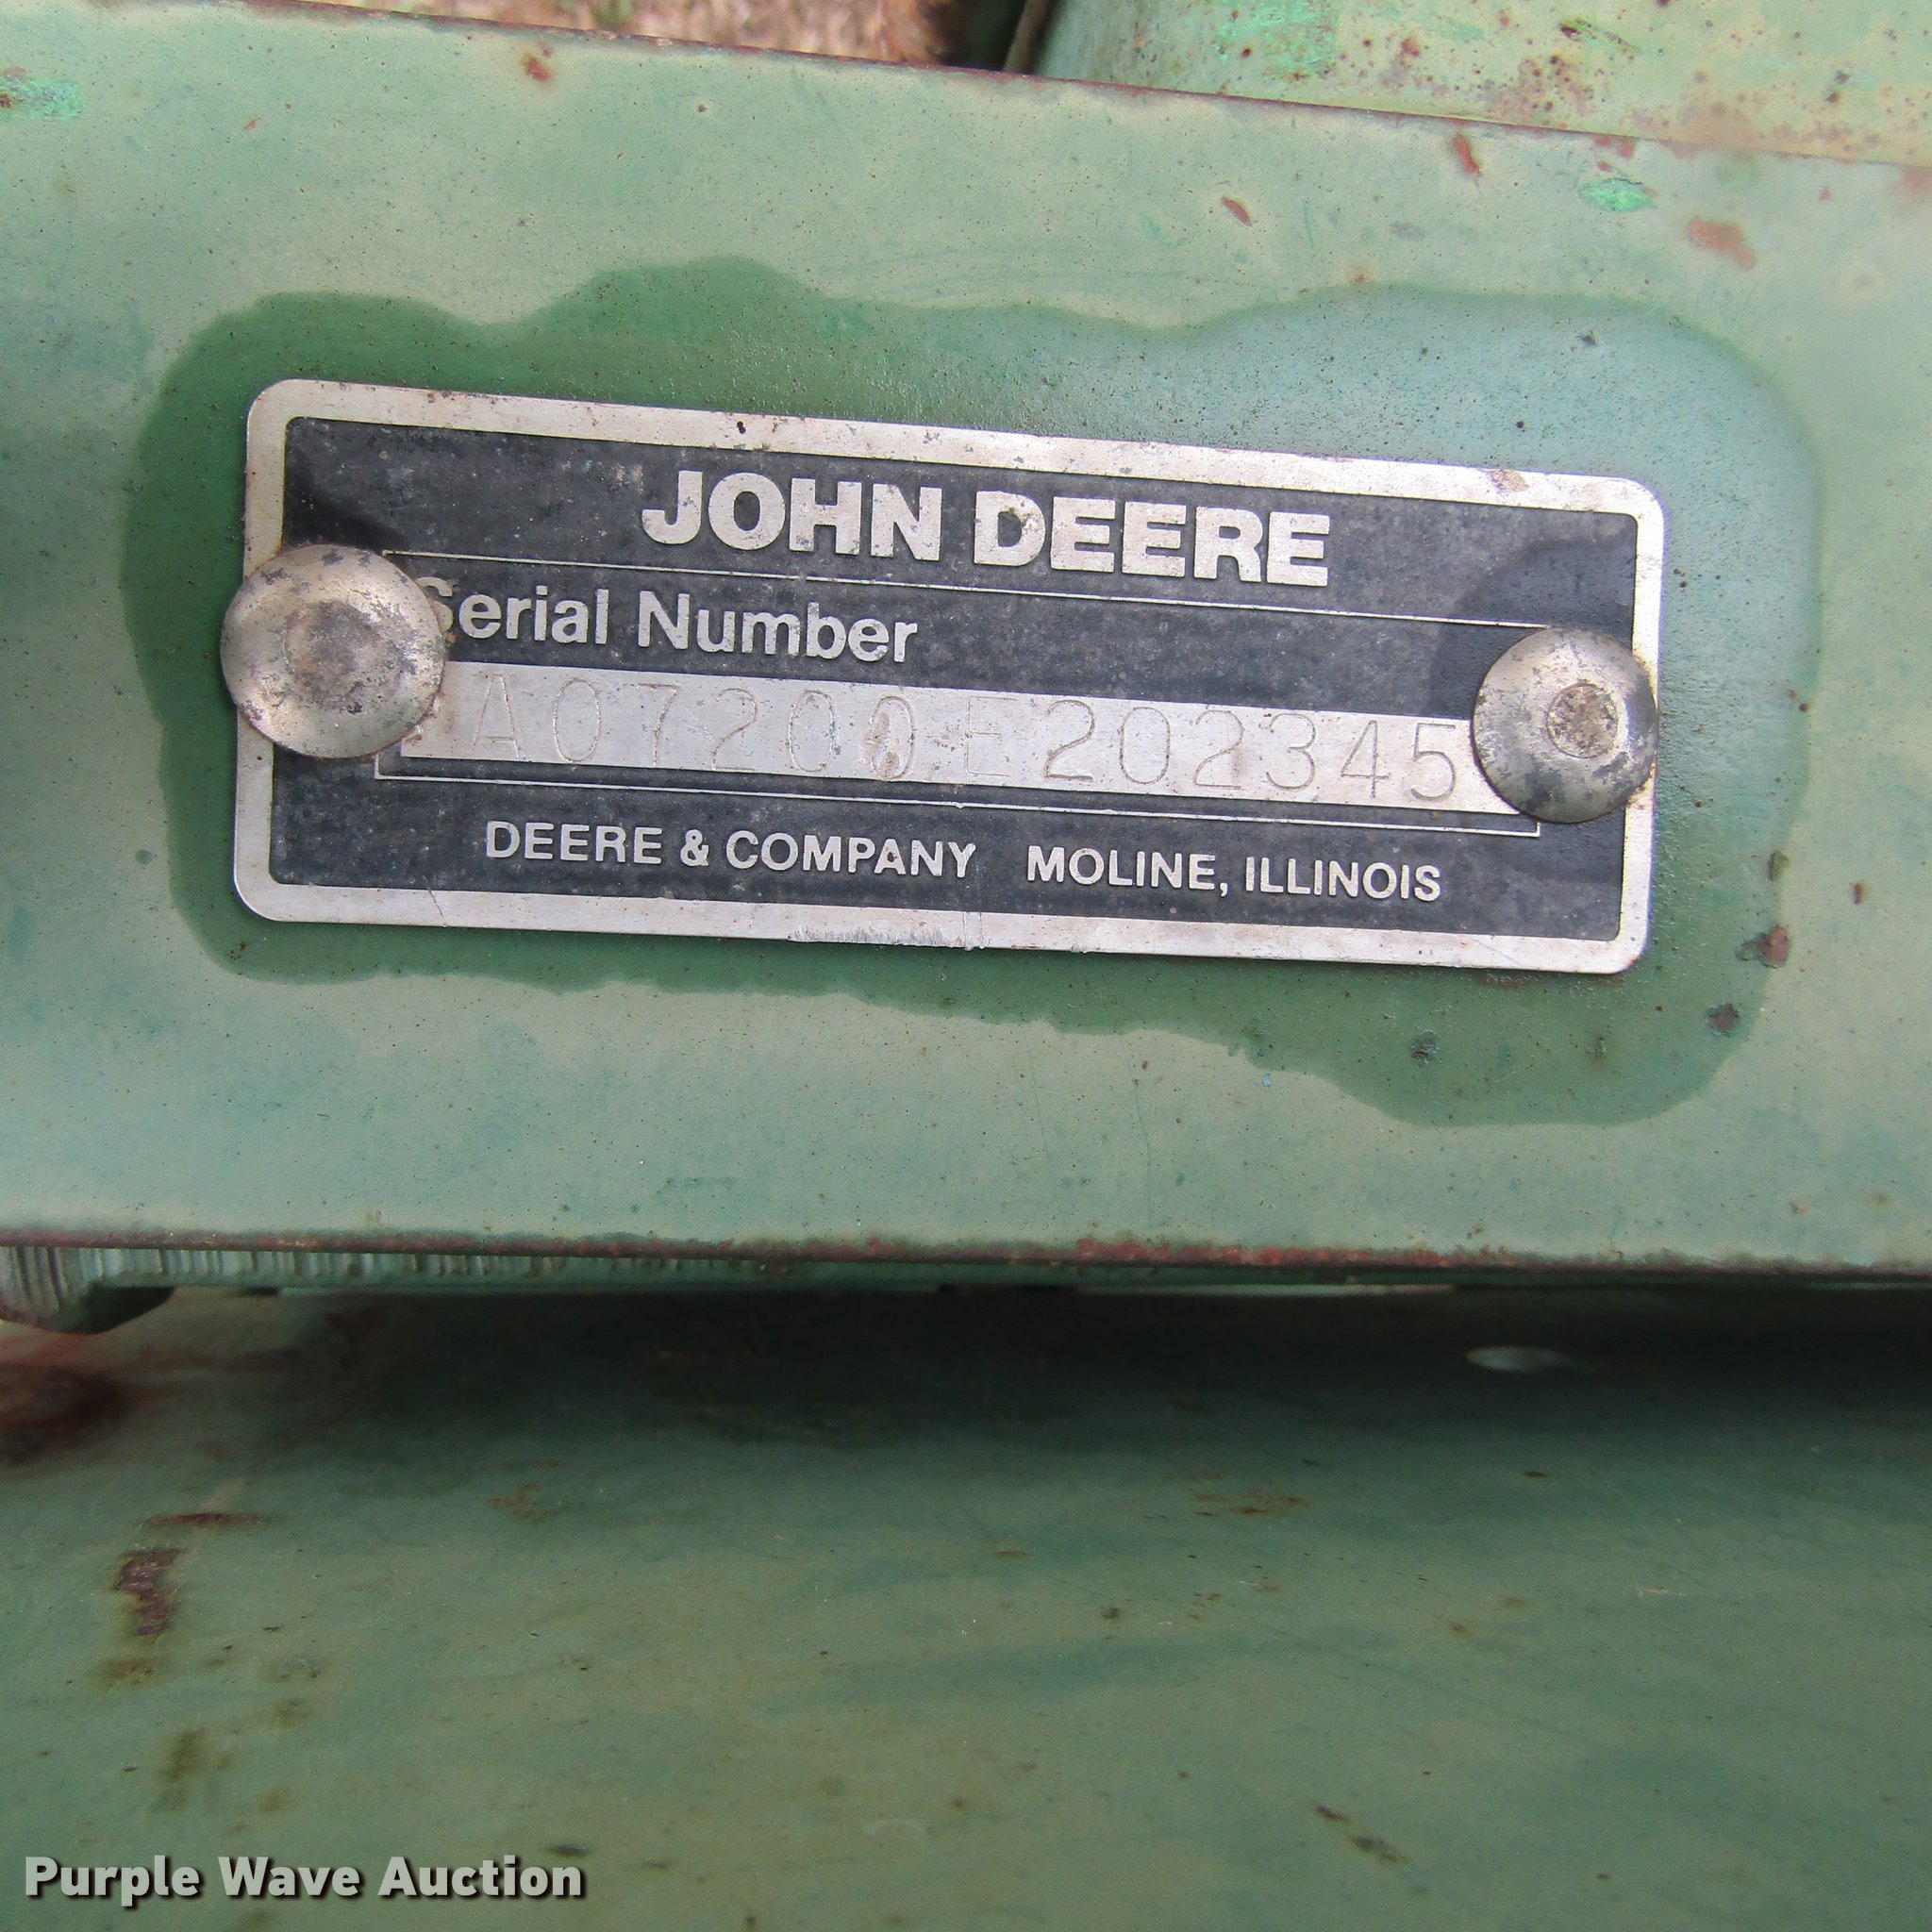 JOHN DEERE
Serial Number
A07200E202345
DEERE & COMPANY MOLINE, ILLINOIS
Purple Wave Auction